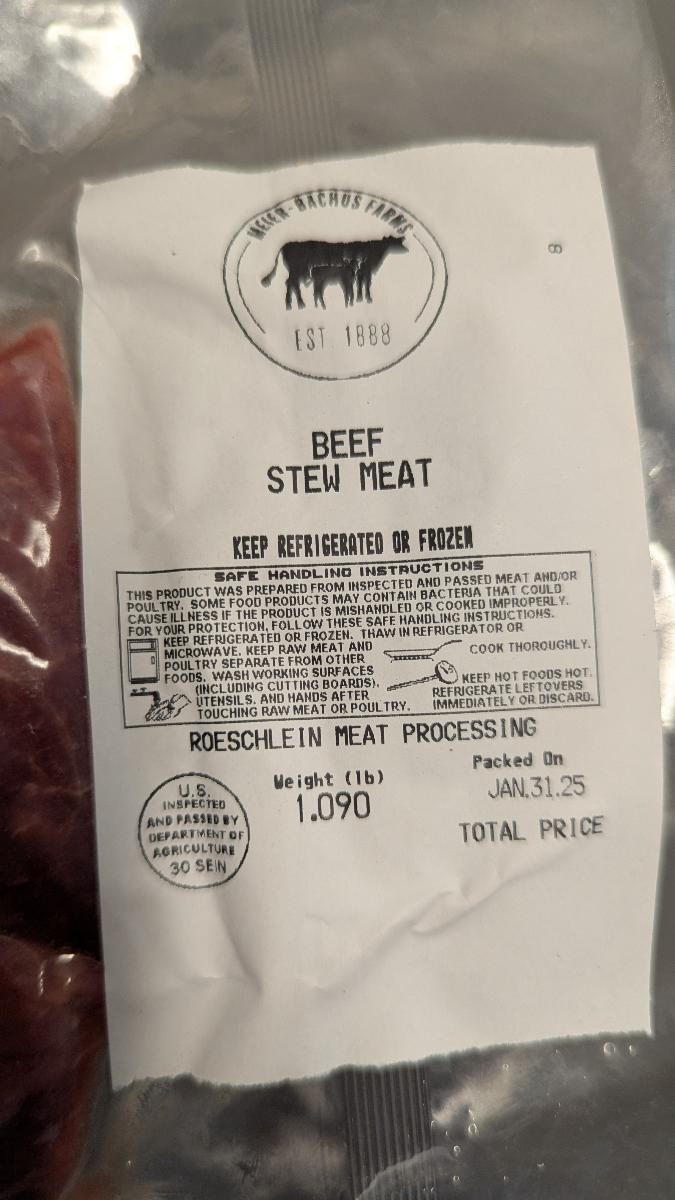 MEIER-BACHUS FARMS
8
EST. 1888
BEEF
STEW MEAT
KEEP REFRIGERATED OR FROZEN
SAFE HANDLING INSTRUCTIONS
THIS PRODUCT WAS PREPARED FROM INSPECTED AND PASSED MEAT AND/OR
POULTRY. SOME FOOD PRODUCTS MAY CONTAIN BACTERIA THAT COULD
CAUSE ILLNESS IF THE PRODUCT IS MISHANDLED OR COOKED IMPROPERLY.
FOR YOUR PROTECTION, FOLLOW THESE SAFE HANDLING INSTRUCTIONS.
KEEP REFRIGERATED OR FROZEN. THAW IN REFRIGERATOR OR
MICROWAVE. KEEP RAW MEAT AND
POULTRY SEPARATE FROM OTHER
FOODS. WASH WORKING SURFACES
(INCLUDING CUTTING BOARDS),
UTENSILS, AND HANDS AFTER
TOUCHING RAW MEAT OR POULTRY.
COOK THOROUGHLY.
KEEP HOT FOODS HOT.
REFRIGERATE LEFTOVERS
IMMEDIATELY OR DISCARD.
ROESCHLEIN MEAT PROCESSING
U.S.
INSPECTED
AND PASSED BY
DEPARTMENT OF
AGRICULTURE
30 SEIN
Weight (lb)
1.090
Packed On
JAN.31.25
TOTAL PRICE